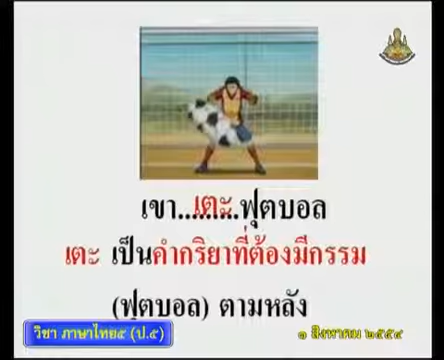 เขา...เตะ...ฟุตบอล
เตะ เป็นคำกริยาที่ต้องมีกรรม
(ฟุตบอล) ตามหลัง
วิชา ภาษาไทย๕ (ป.๕)
๑ สิงหาคม ๒๕๕๔